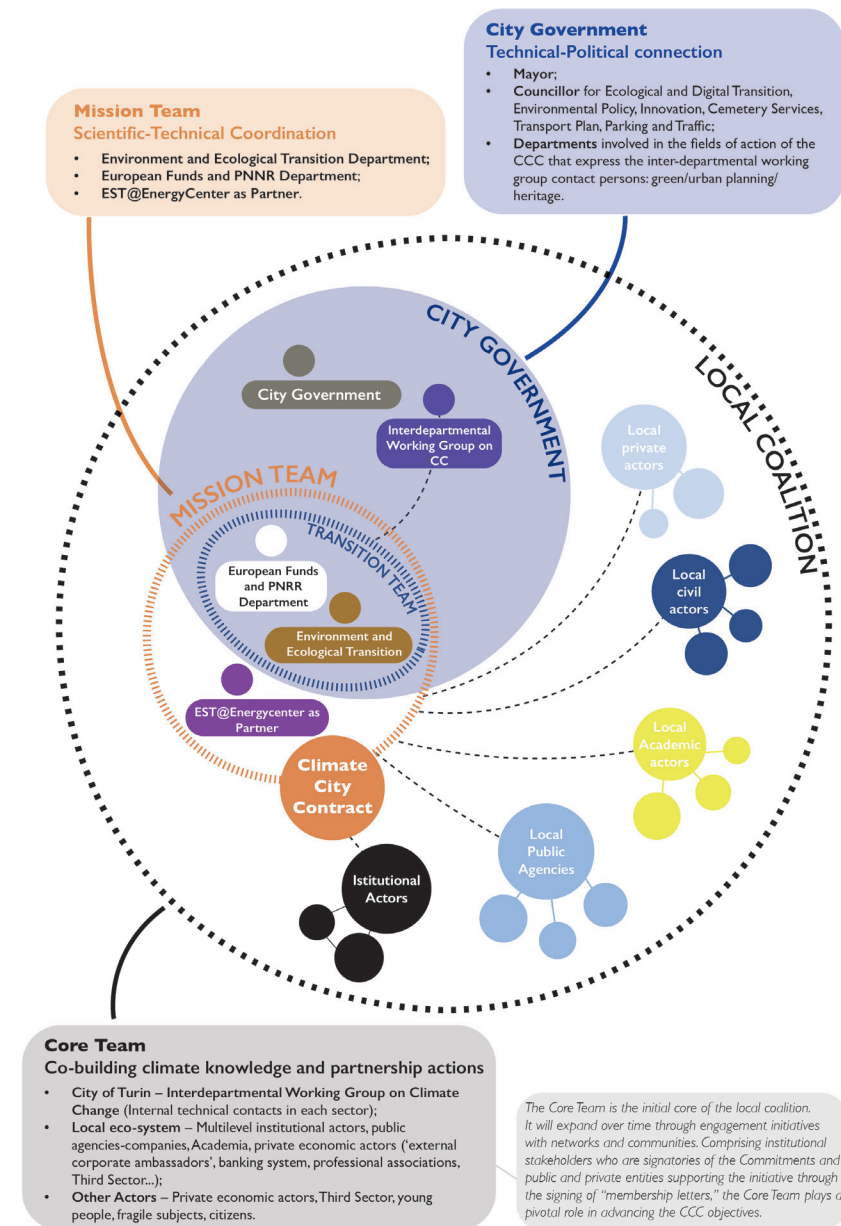 City Government
Technical-Political connection
• Mayor;
• Councillor for Ecological and Digital Transition,
Environmental Policy, Innovation, Cemetery Services,
Transport Plan, Parking and Traffic;
• Departments involved in the fields of action of the
CCC that express the inter-departmental working
group contact persons: green/urban planning/
heritage.
Mission Team
Scientific-Technical Coordination
• Environment and Ecological Transition Department;
• European Funds and PNNR Department;
• EST@EnergyCenter as Partner.
CITY GOVERNMENT
LOCAL COALITION
City Government
Interdepartmental
Working Group on
CC
MISSION TEAM
TRANSITION TEAM
European Funds
and PNRR
Department
Environment and
Ecological Transition
EST@Energycenter as
Partner
Climate
City
Contract
Local
private
actors
Local
civil
actors
Local
Academic
actors
Local
Public
Agencies
Istitutional
Actors
Core Team
Co-building climate knowledge and partnership actions
• City of Turin – Interdepartmental Working Group on Climate
Change (Internal technical contacts in each sector);
• Local eco-system – Multilevel institutional actors, public
agencies-companies, Academia, private economic actors (‘external
corporate ambassadors’, banking system, professional associations,
Third Sector...);
• Other Actors – Private economic actors, Third Sector, young
people, fragile subjects, citizens.
The Core Team is the initial core of the local coalition.
It will expand over time through engagement initiatives
with networks and communities. Comprising institutional
stakeholders who are signatories of the Commitments and
public and private entities supporting the initiative through
the signing of “membership letters,” the Core Team plays a
pivotal role in advancing the CCC objectives.